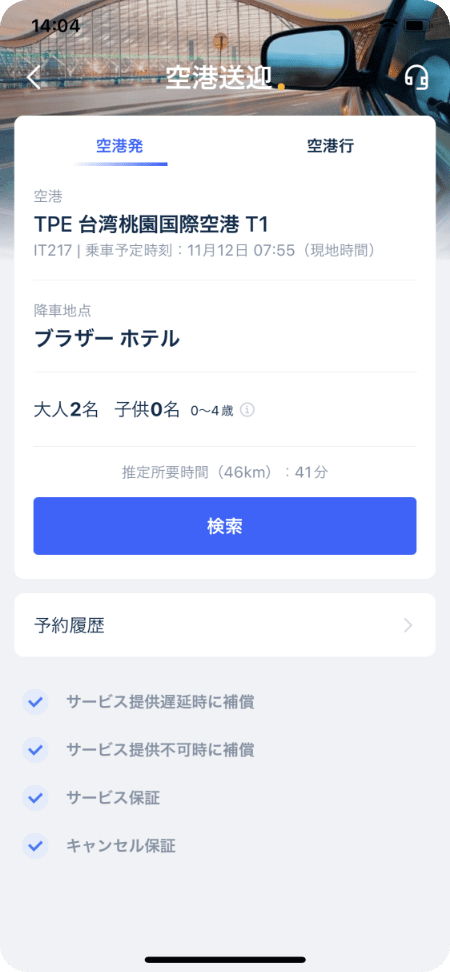 14:04
空港送迎
空港発
空港行
空港
TPE 台湾桃園国際空港 T1
IT217 | 乗車予定時刻：11月12日 07:55（現地時間）
降車地点
ブラザー ホテル
大人2名 子供0名 0〜4歳
推定所要時間（46km）：41分
検索
予約履歴
サービス提供遅延時に補償
サービス提供不可時に補償
サービス保証
キャンセル保証